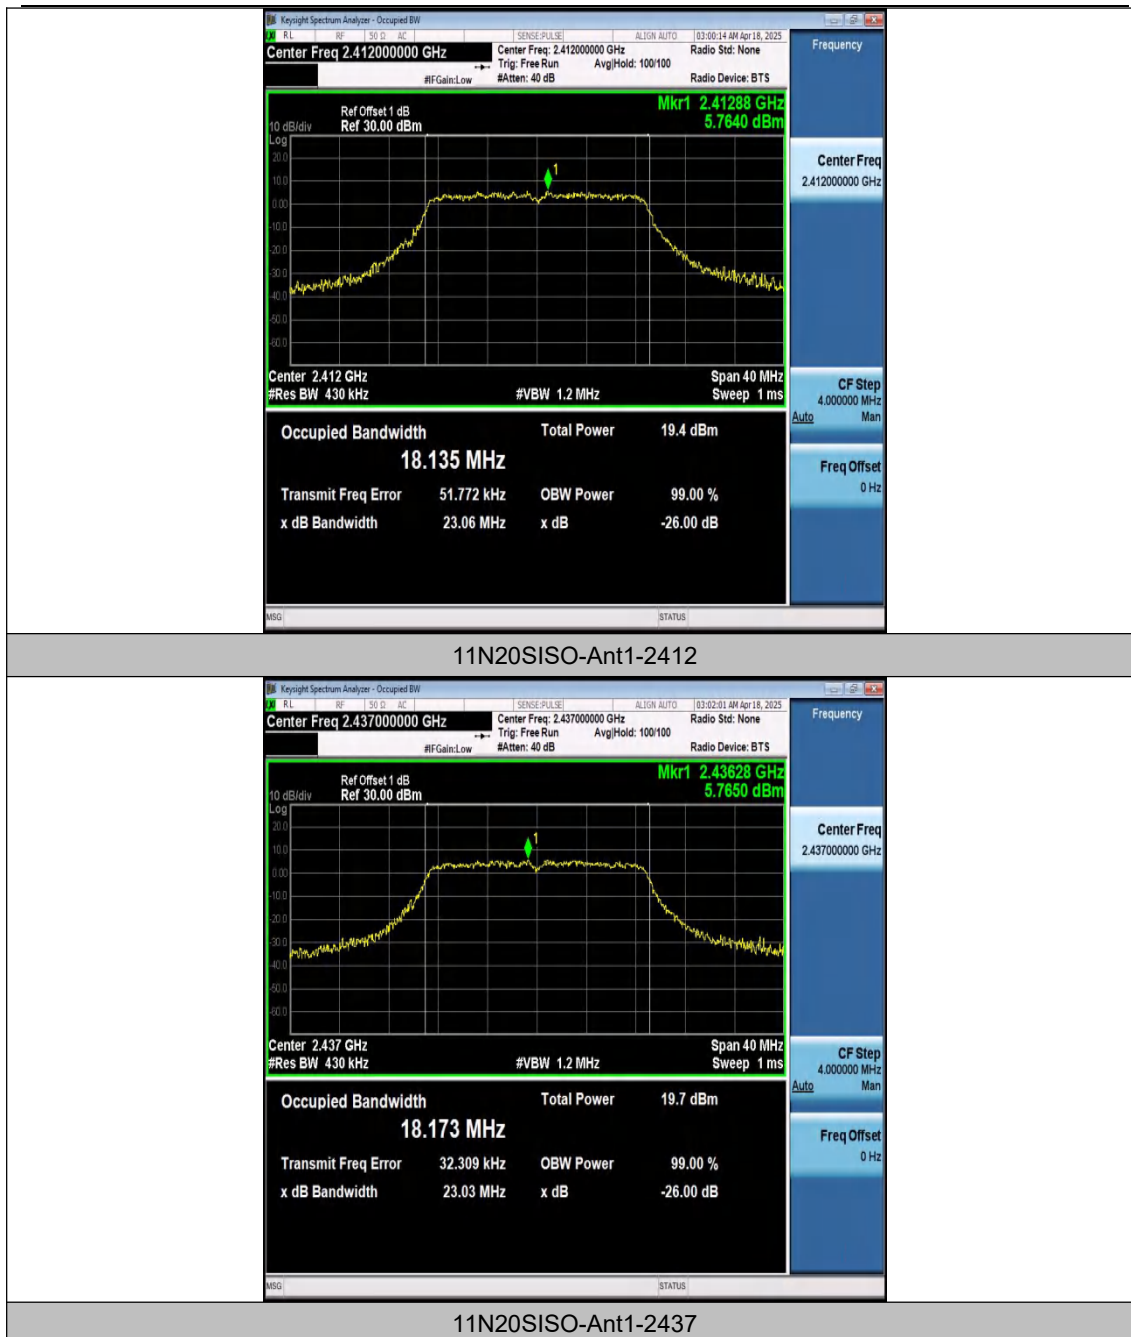 Keysight Spectrum Analyzer - Occupied BW
RL RF 50 Ω AC SENSE:PULSE ALIGN AUTO 03:00:14 AM Apr 18, 2025
Center Freq 2.412000000 GHz
Center Freq: 2.412000000 GHz
Radio Std: None
Trig: Free Run Avg|Hold: 100/100
#IFGain:Low #Atten: 40 dB Radio Device: BTS
Frequency
Mkr1 2.41288 GHz
5.7640 dBm
Ref Offset 1 dB
10 dB/div Ref 30.00 dBm
Log
20.0
10.0
0.00
-10.0
-20.0
-30.0
-40.0
-50.0
-60.0
1
Center 2.412 GHz Span 40 MHz
#Res BW 430 kHz #VBW 1.2 MHz Sweep 1 ms
Occupied Bandwidth Total Power 19.4 dBm
18.135 MHz
Transmit Freq Error 51.772 kHz OBW Power 99.00 %
x dB Bandwidth 23.06 MHz x dB -26.00 dB
Center Freq
2.412000000 GHz
CF Step
4.000000 MHz
Auto Man
Freq Offset
0 Hz
MSG STATUS
11N20SISO-Ant1-2412
Keysight Spectrum Analyzer - Occupied BW
RL RF 50 Ω AC SENSE:PULSE ALIGN AUTO 03:02:01 AM Apr 18, 2025
Center Freq 2.437000000 GHz
Center Freq: 2.437000000 GHz
Radio Std: None
Trig: Free Run Avg|Hold: 100/100
#IFGain:Low #Atten: 40 dB Radio Device: BTS
Frequency
Mkr1 2.43628 GHz
5.7650 dBm
Ref Offset 1 dB
10 dB/div Ref 30.00 dBm
Log
20.0
10.0
0.00
-10.0
-20.0
-30.0
-40.0
-50.0
-60.0
1
Center 2.437 GHz Span 40 MHz
#Res BW 430 kHz #VBW 1.2 MHz Sweep 1 ms
Occupied Bandwidth Total Power 19.7 dBm
18.173 MHz
Transmit Freq Error 32.309 kHz OBW Power 99.00 %
x dB Bandwidth 23.03 MHz x dB -26.00 dB
Center Freq
2.437000000 GHz
CF Step
4.000000 MHz
Auto Man
Freq Offset
0 Hz
MSG STATUS
11N20SISO-Ant1-2437